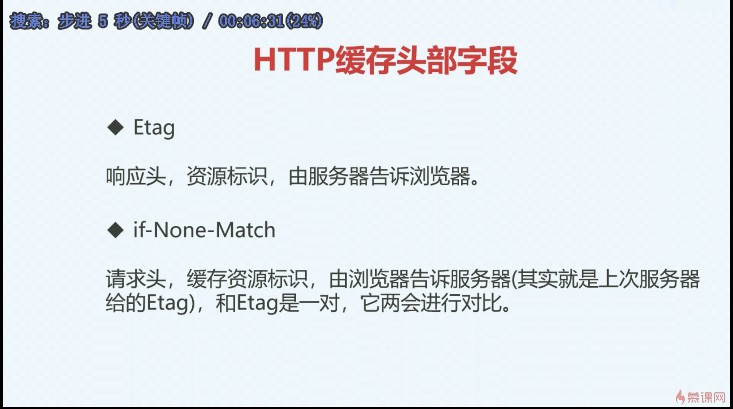 搜索: 步进 5 秒(关键帧) / 00:06:31(24%)
HTTP缓存头部字段
◆ Etag
响应头，资源标识，由服务器告诉浏览器。
◆ if-None-Match
请求头，缓存资源标识，由浏览器告诉服务器(其实就是上次服务器
给的Etag)，和Etag是一对，它两会进行对比。
慕课网